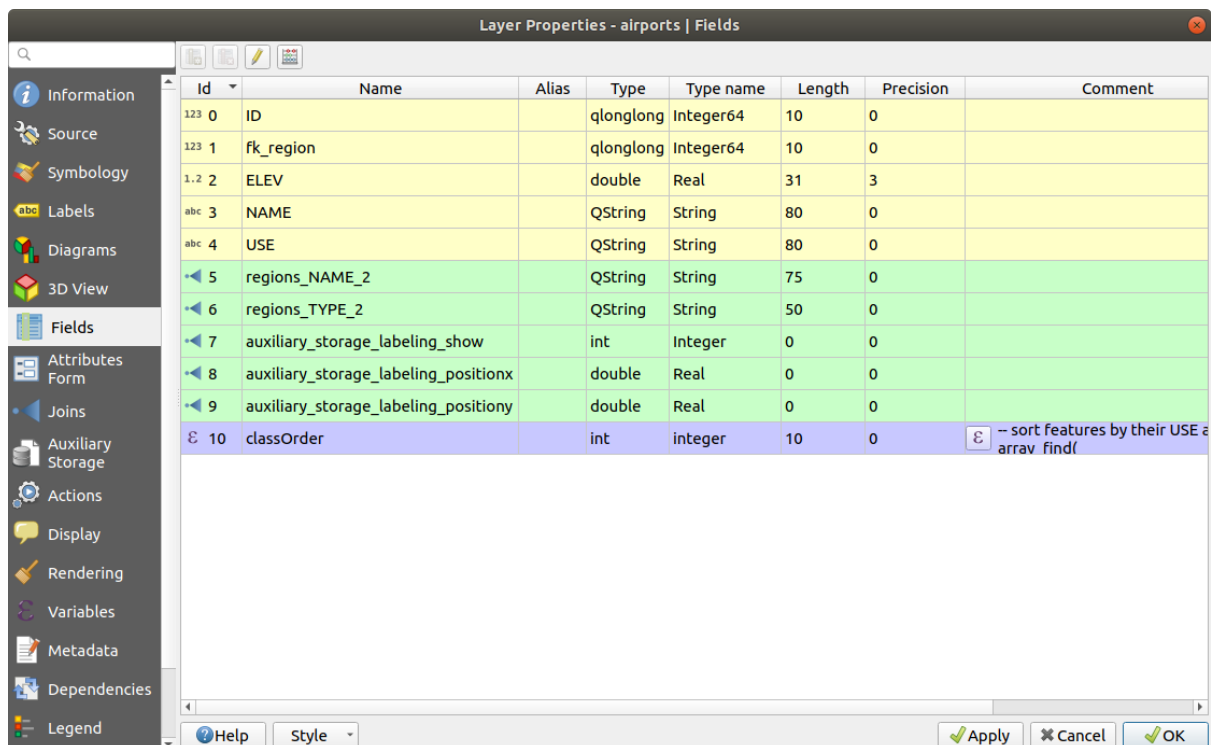 Layer Properties - airports | Fields
Information
Source
Symbology
abc Labels
Diagrams
3D View
Fields
Attributes
Form
Joins
Auxiliary
Storage
Actions
Display
Rendering
Variables
Metadata
Dependencies
Legend
Id Name Alias Type Type name Length Precision Comment
123 0 ID qlonglong Integer64 10 0
123 1 fk_region qlonglong Integer64 10 0
1.2 2 ELEV double Real 31 3
abc 3 NAME QString String 80 0
abc 4 USE QString String 80 0
5 regions_NAME_2 QString String 75 0
6 regions_TYPE_2 QString String 50 0
7 auxiliary_storage_labeling_show int Integer 0 0
8 auxiliary_storage_labeling_positionx double Real 0 0
9 auxiliary_storage_labeling_positiony double Real 0 0
ε 10 classOrder int integer 10 0 ε -- sort features by their USE a
array_find(
Help Style Apply Cancel OK